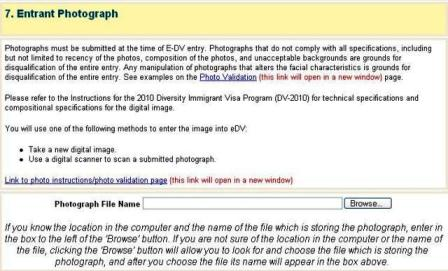 7. Entrant Photograph
Photographs must be submitted at the time of E-DV entry. Photographs that do not comply with all specifications, including
but not limited to recency of the photos, composition of the photos, and unacceptable backgrounds are grounds for
disqualification of the entire entry. Any manipulation of photographs that alters the facial characteristics is grounds for
disqualification of the entire entry. See examples on the Photo Validation (this link will open in a new window) page.
Please refer to the Instructions for the 2010 Diversity Immigrant Visa Program (DV-2010) for technical specifications and
compositional specifications for the digital image.
You will use one of the following methods to enter the image into eDV:
• Take a new digital image.
• Use a digital scanner to scan a submitted photograph.
Link to photo instructions/photo validation page (this link will open in a new window)
Photograph File Name Browse...
If you know the location in the computer and the name of the file which is storing the photograph, enter in
the box to the left of the 'Browse' button. If you are not sure of the location in the computer or the name of
the file, clicking the 'Browse' button will allow you to look for and choose the file which is storing the
photograph, and after you choose the file its name will appear in the box above.